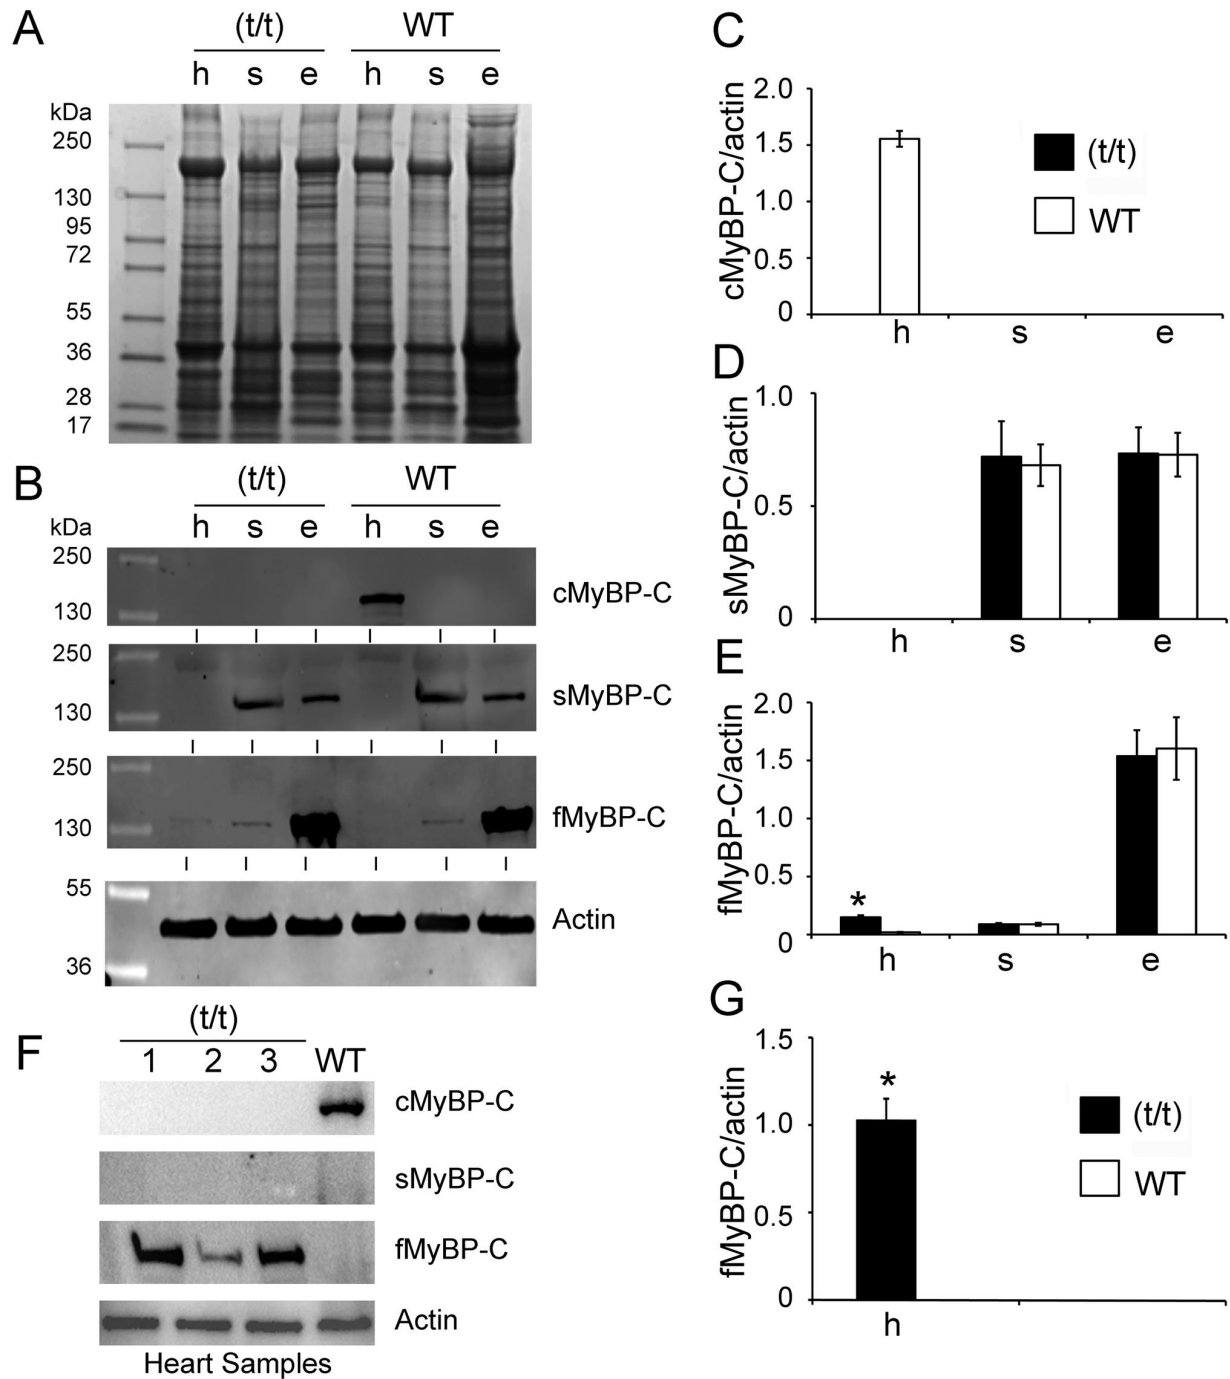 A
(t/t) WT
h s e h s e
kDa
250
130
95
72
55
36
28
17
B
(t/t) WT
kDa h s e h s e
250
130
cMyBP-C
250
130
sMyBP-C
250
130
fMyBP-C
55
36
Actin
F
(t/t)
1 2 3 WT
cMyBP-C
sMyBP-C
fMyBP-C
Actin
Heart Samples
C
cMyBP-C/actin
2.0
1.5
1.0
0.5
0
h s e
(t/t)
WT
D
sMyBP-C/actin
1.0
0.5
0
h s e
E
fMyBP-C/actin
2.0
1.5
1.0
0.5
0
*
h s e
G
fMyBP-C/actin
1.5
1.0
0.5
0
*
h
(t/t)
WT